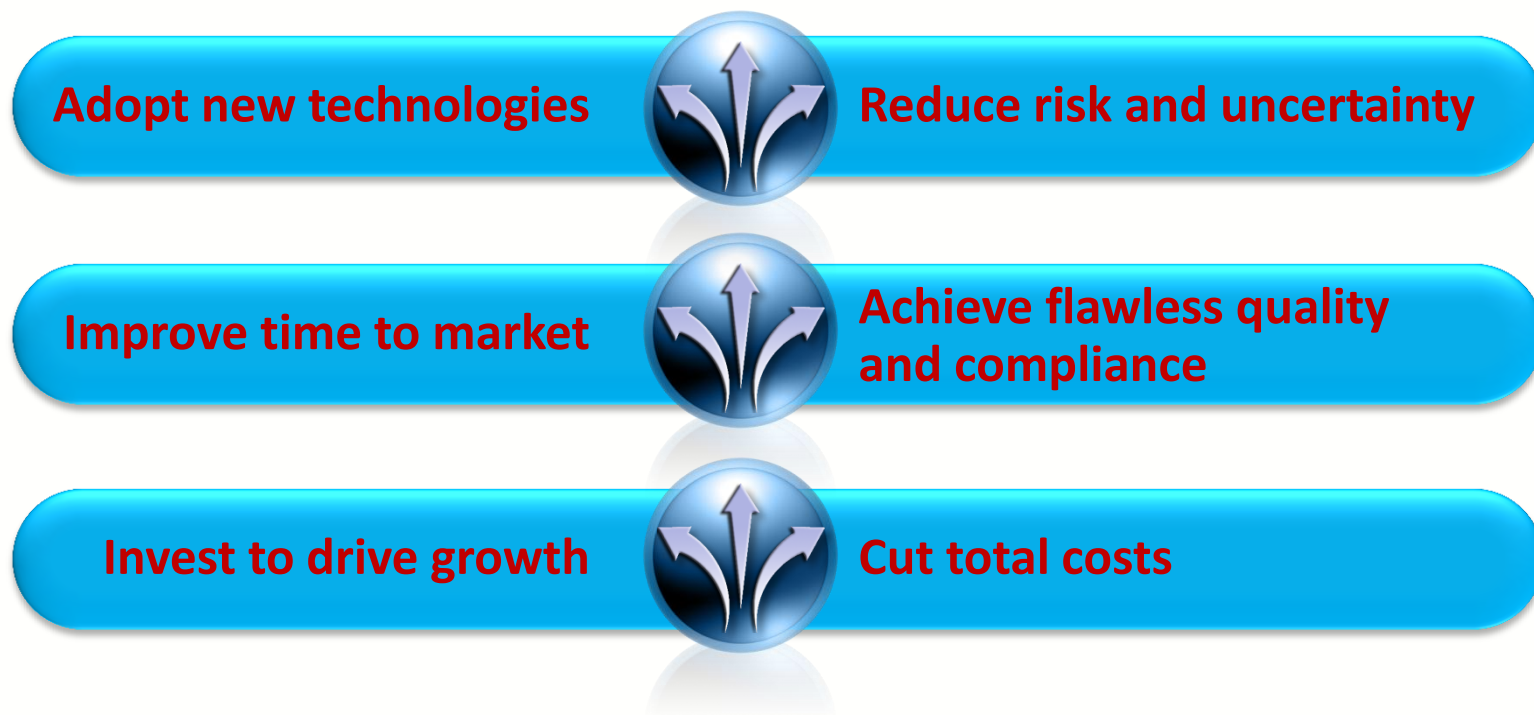 Adopt new technologies
Reduce risk and uncertainty
Improve time to market
Achieve flawless quality
and compliance
Invest to drive growth
Cut total costs